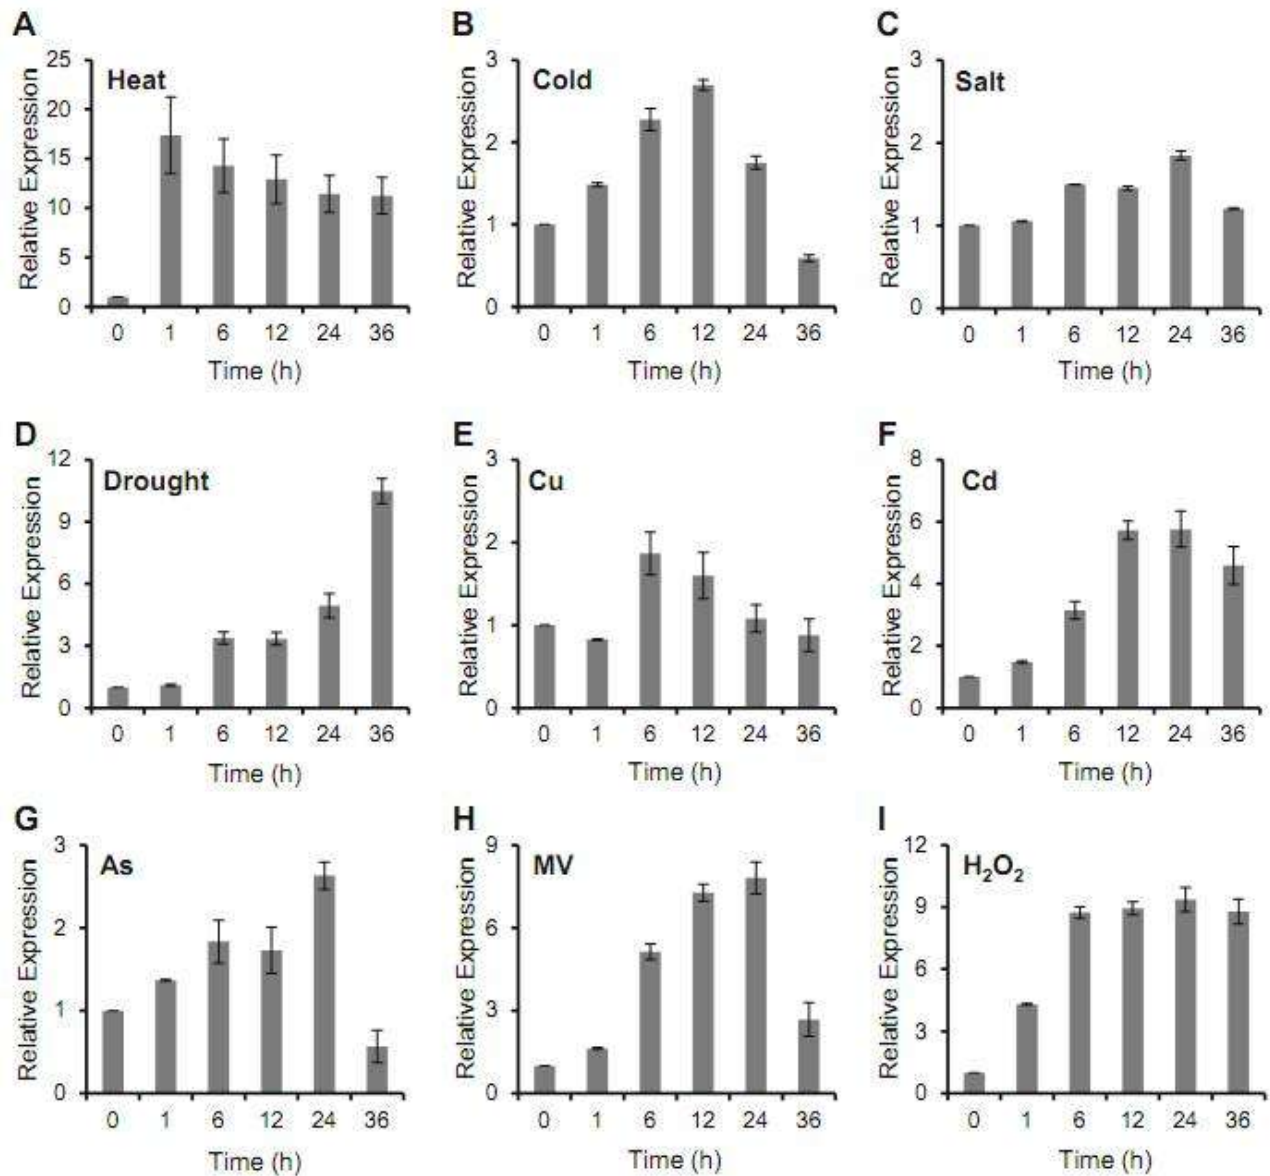 A
B
C
Heat
Cold
Salt
Relative Expression
25
20
15
10
5
0
Relative Expression
3
2
1
0
Relative Expression
3
2
1
0
0 1 6 12 24 36
0 1 6 12 24 36
0 1 6 12 24 36
Time (h)
Time (h)
Time (h)
D
E
F
Drought
Cu
Cd
Relative Expression
12
9
6
3
0
Relative Expression
3
2
1
0
Relative Expression
8
6
4
2
0
0 1 6 12 24 36
0 1 6 12 24 36
0 1 6 12 24 36
Time (h)
Time (h)
Time (h)
G
H
I
As
MV
H₂O₂
Relative Expression
3
2
1
0
Relative Expression
9
6
3
0
Relative Expression
12
9
6
3
0
0 1 6 12 24 36
0 1 6 12 24 36
0 1 6 12 24 36
Time (h)
Time (h)
Time (h)